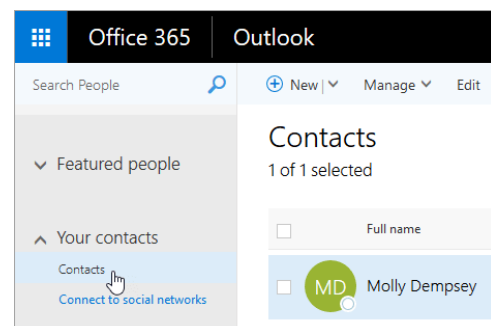 Office 365 Outlook
Search People
New Manage Edit
Contacts
1 of 1 selected
Featured people
Your contacts
Contacts
Connect to social networks
Full name
MD Molly Dempsey